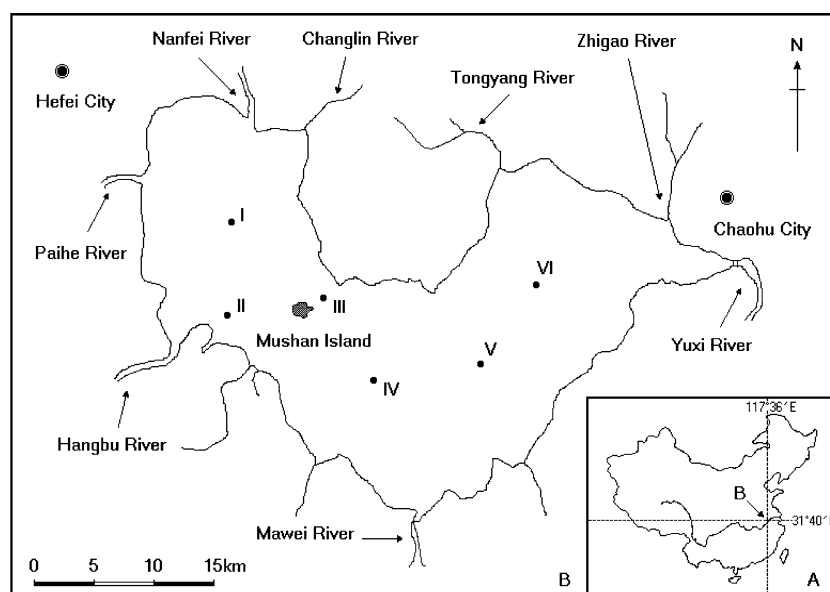 Nanfei River
Changlin River
Zhigao River
N
Tongyang River
Hefei City
I
Paihe River
Chaohu City
VI
II
III
Mushan Island
Yuxi River
V
IV
117°36´E
Hangbu River
B
31°40´E
Mawei River
0 5 10 15km
B
A